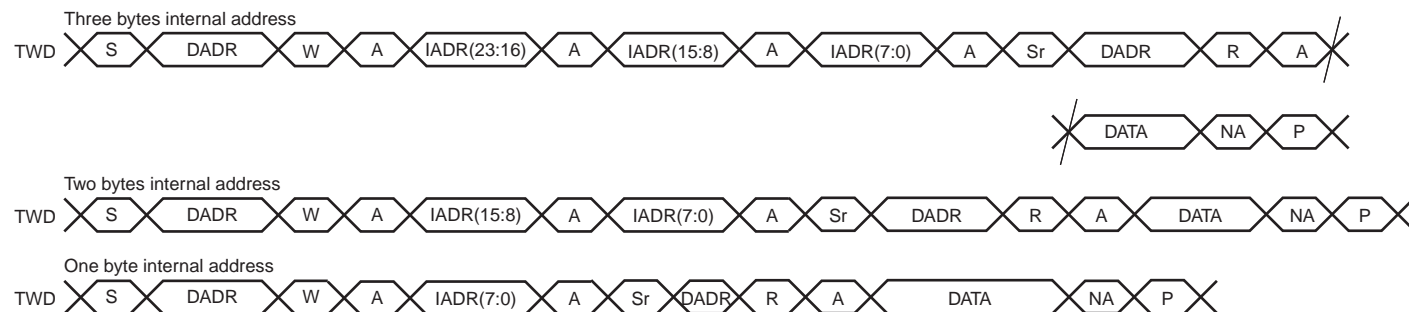 Three bytes internal address
TWD S DADR W A IADR(23:16) A IADR(15:8) A IADR(7:0) A Sr DADR R A
DATA NA P
Two bytes internal address
TWD S DADR W A IADR(15:8) A IADR(7:0) A Sr DADR R A DATA NA P
One byte internal address
TWD S DADR W A IADR(7:0) A Sr DADR R A DATA NA P